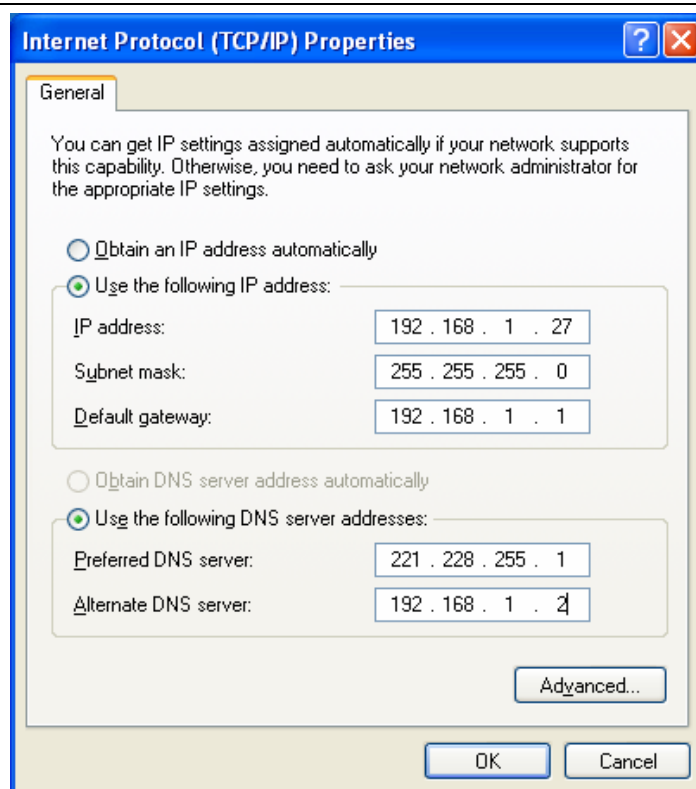 Internet Protocol (TCP/IP) Properties
General
You can get IP settings assigned automatically if your network supports
this capability. Otherwise, you need to ask your network administrator for
the appropriate IP settings.
Obtain an IP address automatically
Use the following IP address:
IP address: 192 . 168 . 1 . 27
Subnet mask: 255 . 255 . 255 . 0
Default gateway: 192 . 168 . 1 . 1
Obtain DNS server address automatically
Use the following DNS server addresses:
Preferred DNS server: 221 . 228 . 255 . 1
Alternate DNS server: 192 . 168 . 1 . 2
Advanced...
OK Cancel